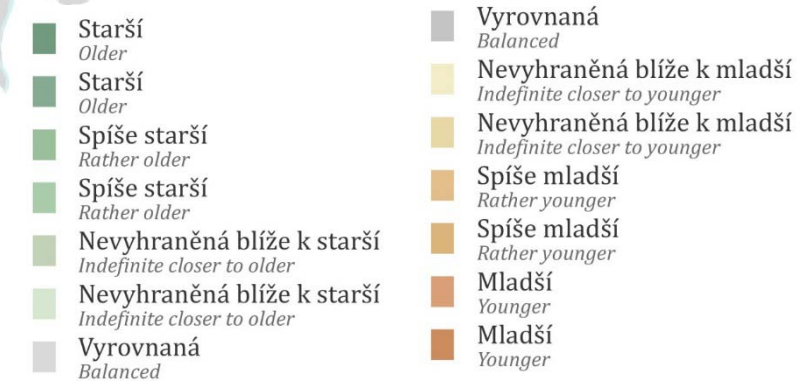 Starší
Older
Starší
Older
Spíše starší
Rather older
Spíše starší
Rather older
Nevyhraněná blíže k starší
Indefinite closer to older
Nevyhraněná blíže k starší
Indefinite closer to older
Vyrovnaná
Balanced
Vyrovnaná
Balanced
Nevyhraněná blíže k mladší
Indefinite closer to younger
Nevyhraněná blíže k mladší
Indefinite closer to younger
Spíše mladší
Rather younger
Spíše mladší
Rather younger
Mladší
Younger
Mladší
Younger